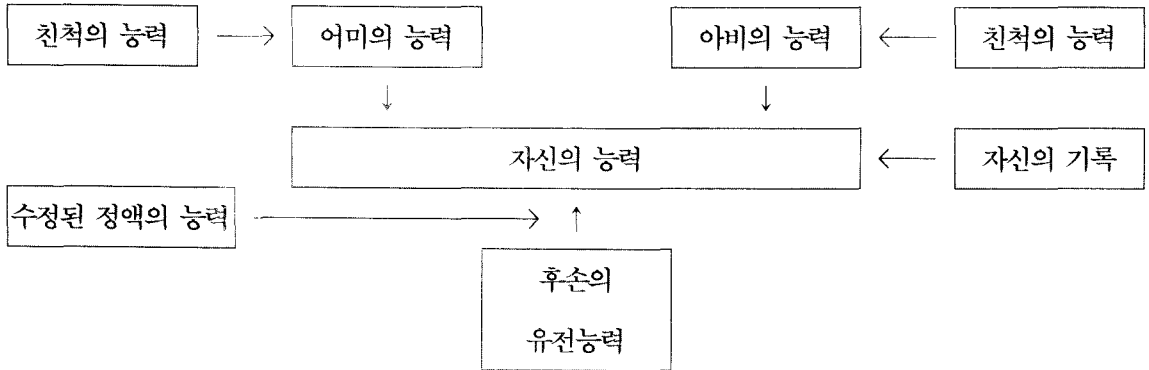 친척의 능력
어미의 능력
아비의 능력
친척의 능력
자신의 능력
자신의 기록
수정된 정액의 능력
후손의
유전능력